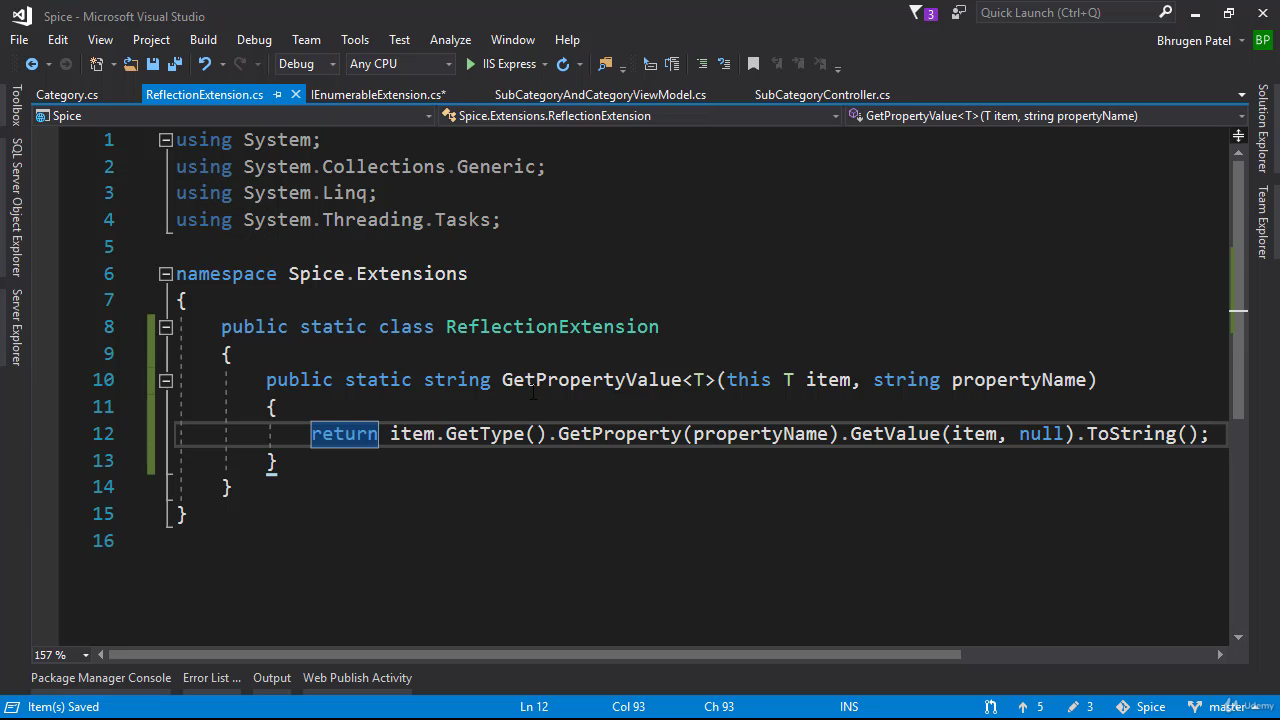 Spice - Microsoft Visual Studio
3
Quick Launch (Ctrl+Q)
File Edit View Project Build Debug Team Tools Test Analyze Window Help
Bhrugen Patel BP
Debug Any CPU IIS Express
Category.cs ReflectionExtension.cs IEnumerableExtension.cs* SubCategoryAndCategoryViewModel.cs SubCategoryController.cs
Spice Spice.Extensions.ReflectionExtension GetPropertyValue<T>(T item, string propertyName)
Toolbox
SQL Server Object Explorer
Server Explorer
Solution Explorer
Team Explorer
1 using System;
2 using System.Collections.Generic;
3 using System.Linq;
4 using System.Threading.Tasks;
5
6 namespace Spice.Extensions
7 {
8 public static class ReflectionExtension
9 {
10 public static string GetPropertyValue<T>(this T item, string propertyName)
11 {
12 return item.GetType().GetProperty(propertyName).GetValue(item, null).ToString();
13 }
14 }
15 }
16
157 %
Package Manager Console Error List ... Output Web Publish Activity
Item(s) Saved Ln 12 Col 93 Ch 93 INS 5 3 Spice master
Udemy